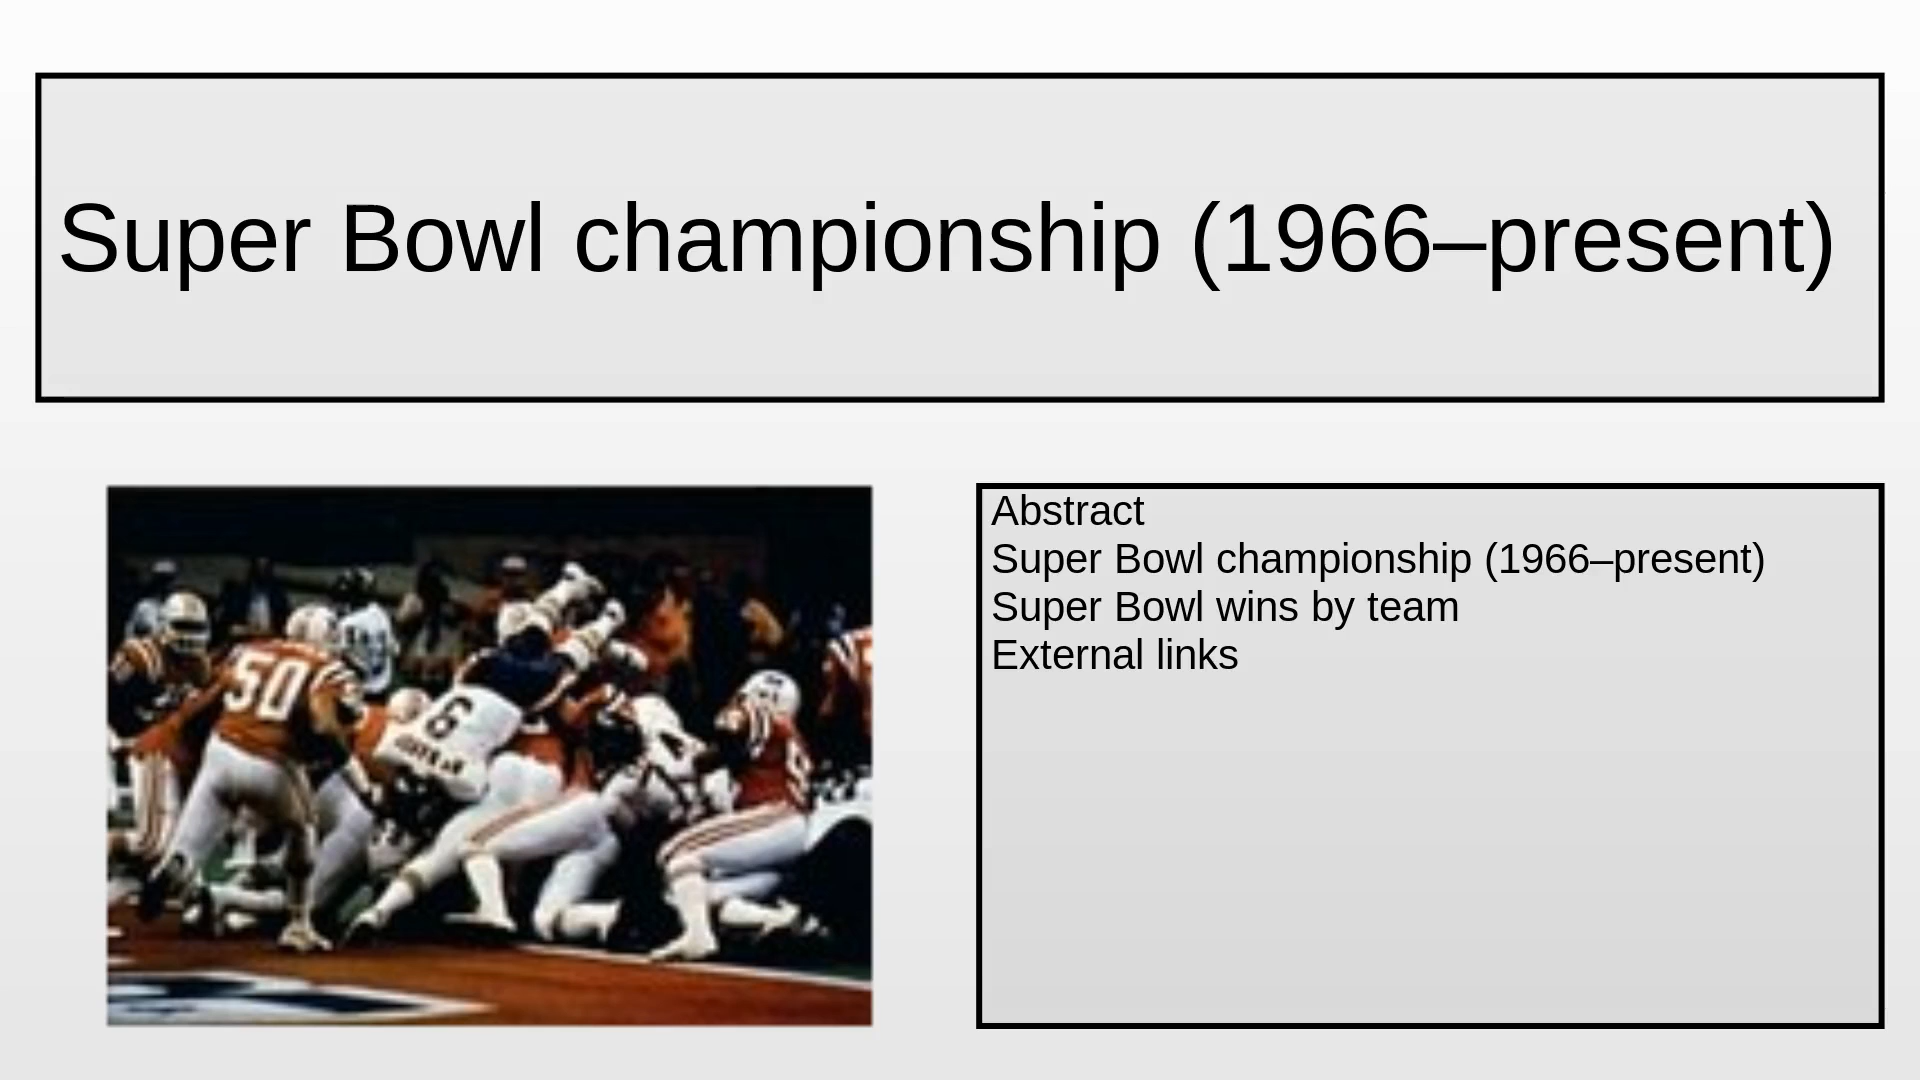 Super Bowl championship (1966–present)
50
6
Abstract
Super Bowl championship (1966–present)
Super Bowl wins by team
External links